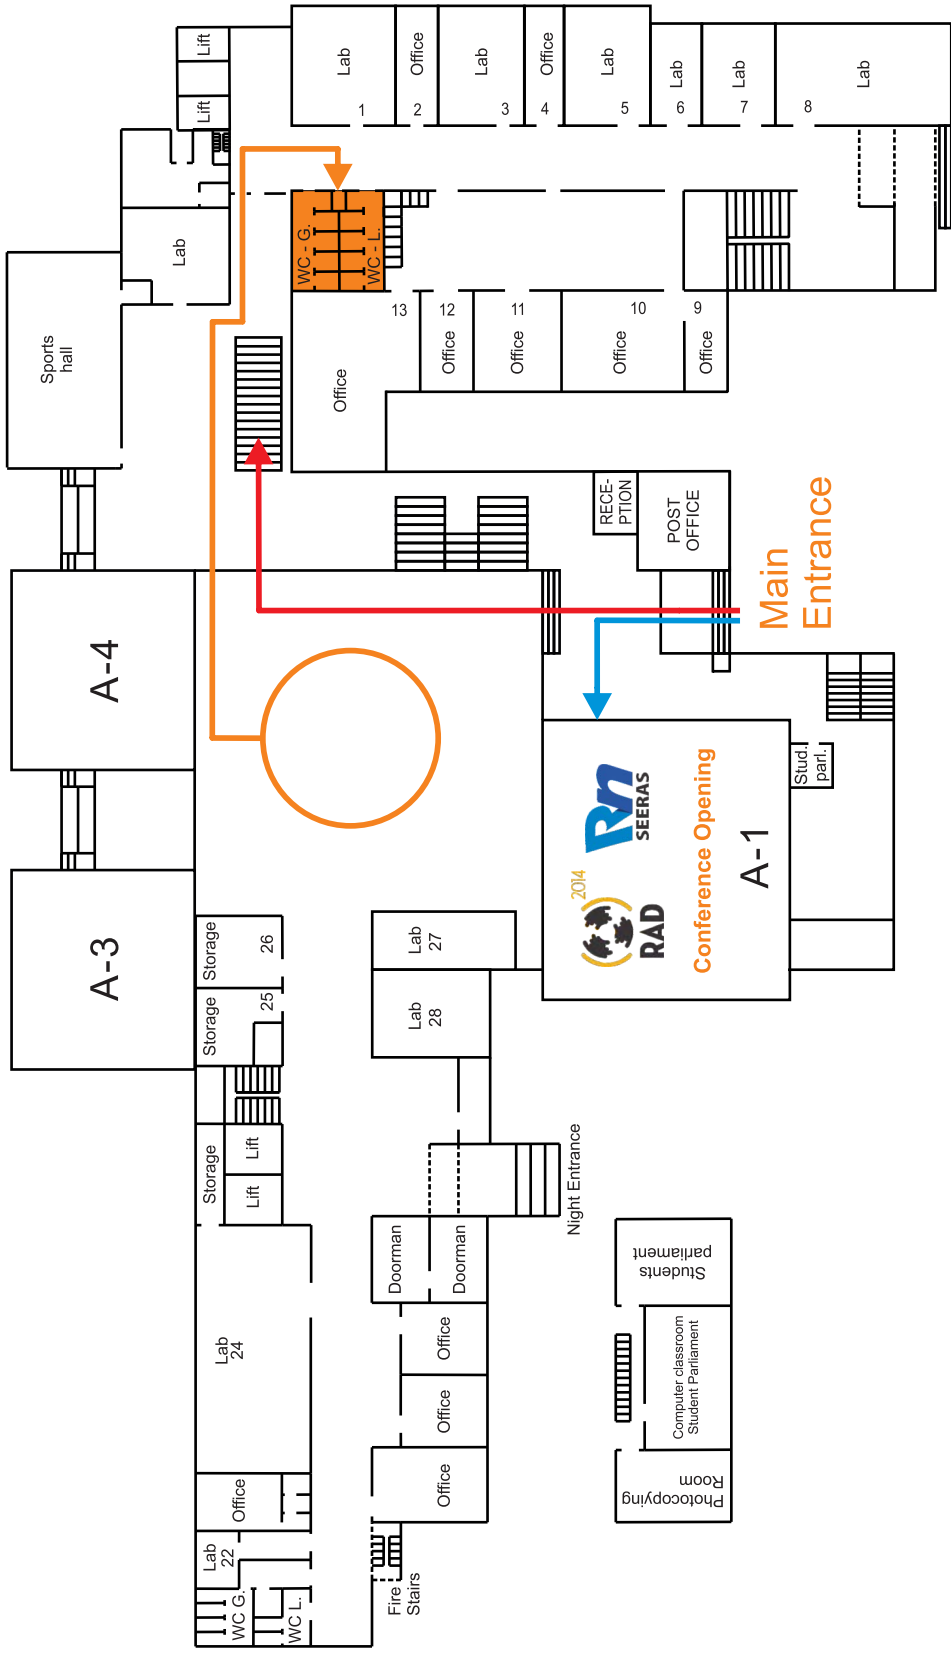 Lift
Lift
Lab
1
Office
2
Lab
3
Office
4
Lab
5
Lab
6
Lab
7
Lab
8
Lab
Sports
hall
WC - G.
WC - L.
13
Office
12
Office
11
Office
10
Office
9
Office
RECE-
PTION
POST
OFFICE
Main
Entrance
A-4
A-3
Stud.
parl.
2014
RAD
Rn
SEERAS
Conference Opening
A-1
Storage
26
Storage
25
Lab
27
Lab
28
Storage
Lift
Lift
Night Entrance
Doorman
Doorman
Lab
24
Office
Office
Office
Office
Lab
22
WC G.
WC L.
Fire
Stairs
Students
parliament
Computer classroom
Student Parliament
Photocopying
Room